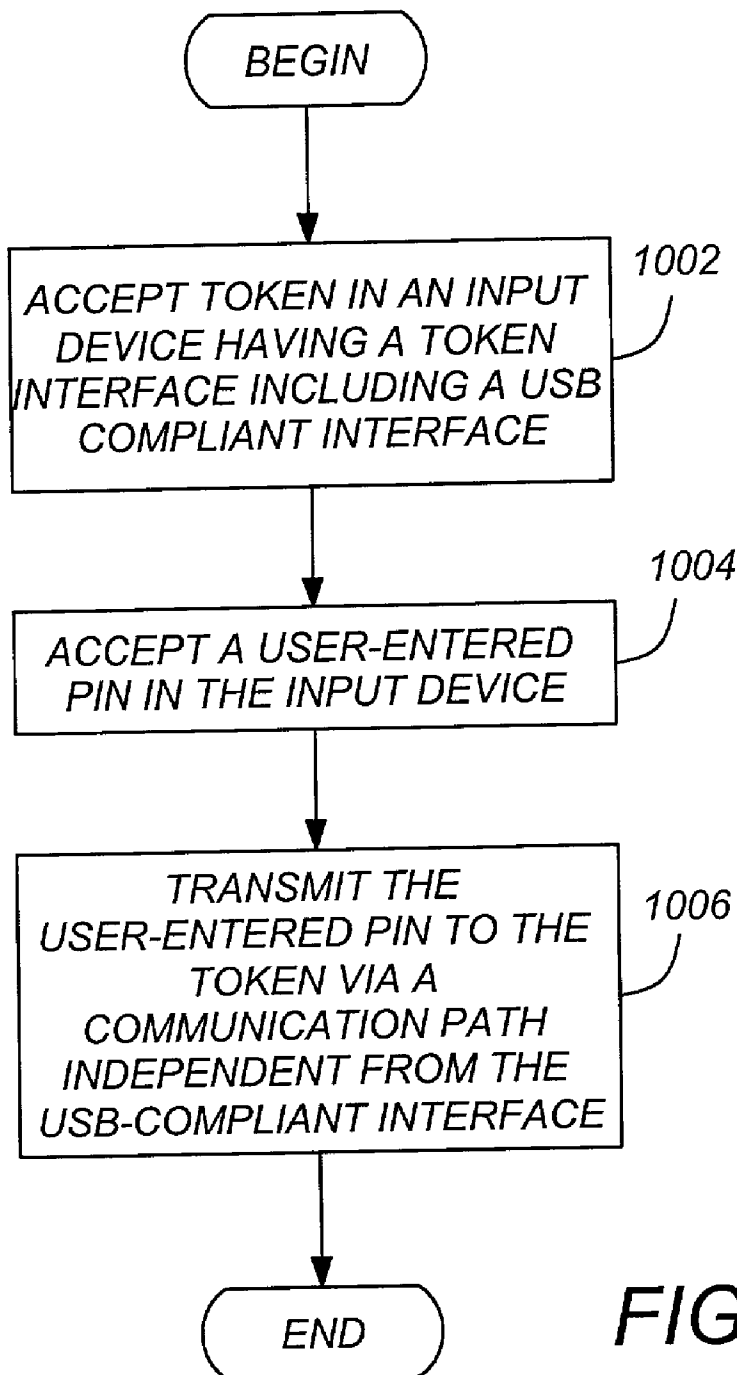 BEGIN
ACCEPT TOKEN IN AN INPUT
DEVICE HAVING A TOKEN
INTERFACE INCLUDING A USB
COMPLIANT INTERFACE
1002
ACCEPT A USER-ENTERED
PIN IN THE INPUT DEVICE
1004
TRANSMIT THE
USER-ENTERED PIN TO THE
TOKEN VIA A
COMMUNICATION PATH
INDEPENDENT FROM THE
USB-COMPLIANT INTERFACE
1006
END
FIG